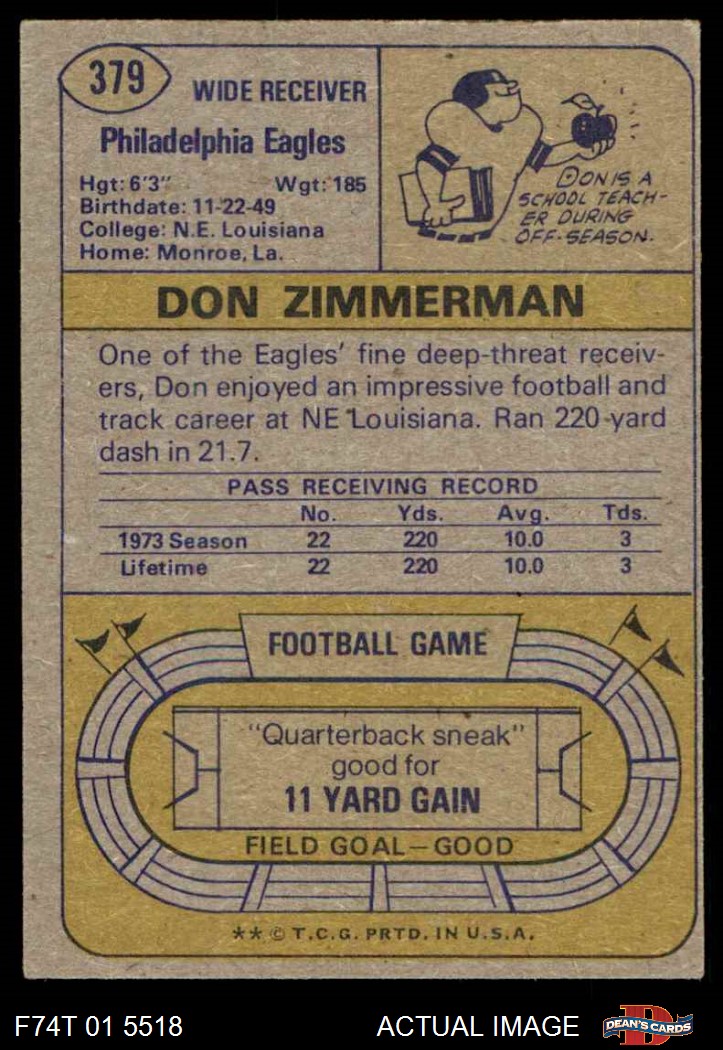 379
WIDE RECEIVER
Philadelphia Eagles
Hgt: 6'3" Wgt: 185
Birthdate: 11-22-49
College: N.E. Louisiana
Home: Monroe, La.
DON IS A
SCHOOL TEACH-
ER DURING
OFF-SEASON.
DON ZIMMERMAN
One of the Eagles' fine deep-threat receiv-
ers, Don enjoyed an impressive football and
track career at NE Louisiana. Ran 220-yard
dash in 21.7.
PASS RECEIVING RECORD
No. Yds. Avg. Tds.
1973 Season 22 220 10.0 3
Lifetime 22 220 10.0 3
FOOTBALL GAME
"Quarterback sneak"
good for
11 YARD GAIN
FIELD GOAL—GOOD
** © T.C.G. PRTD. IN U.S.A.
F74T 01 5518 ACTUAL IMAGE
DEAN'S CARDS